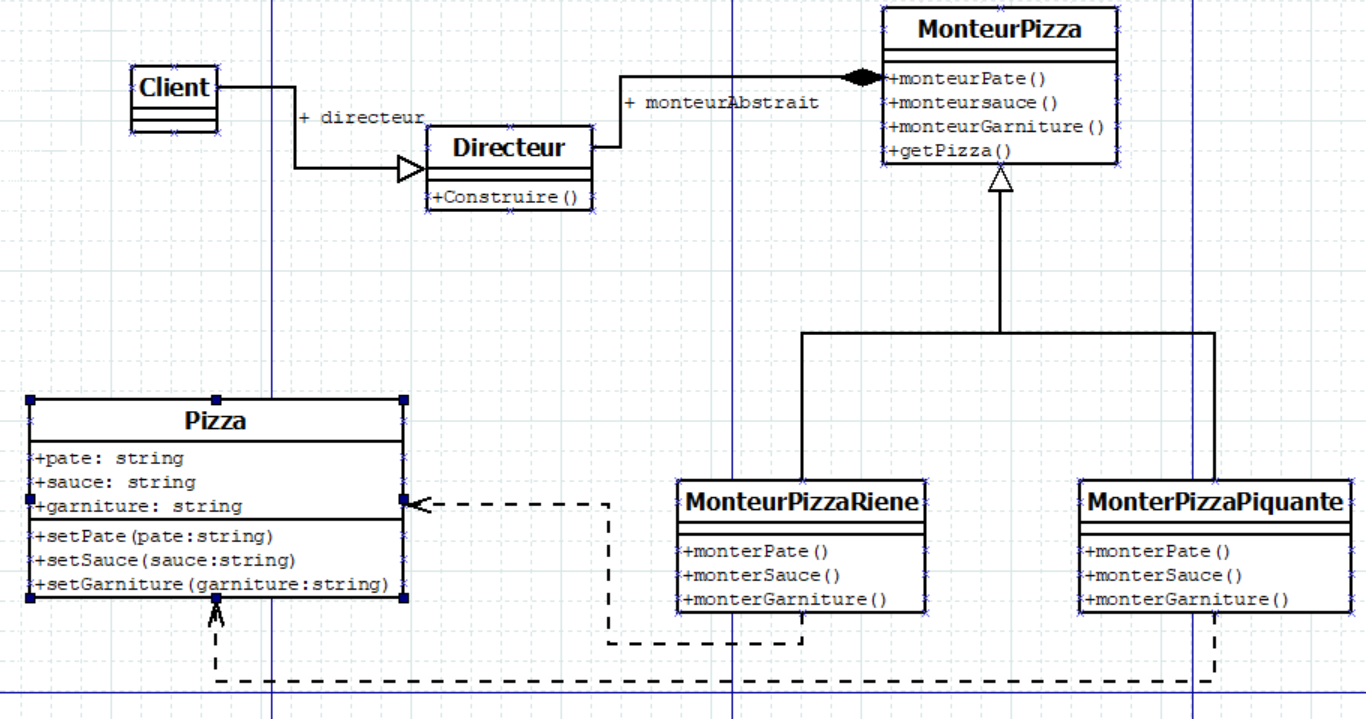 Client
+ directeur
Directeur
+Construire()
+ monteurAbstrait
MonteurPizza
+monteurPate()
+monteursauce()
+monteurGarniture()
+getPizza()
Pizza
+pate: string
+sauce: string
+garniture: string
+setPate(pate:string)
+setSauce(sauce:string)
+setGarniture(garniture:string)
MonteurPizzaRiene
+monterPate()
+monterSauce()
+monterGarniture()
MonterPizzaPiquante
+monterPate()
+monterSauce()
+monterGarniture()